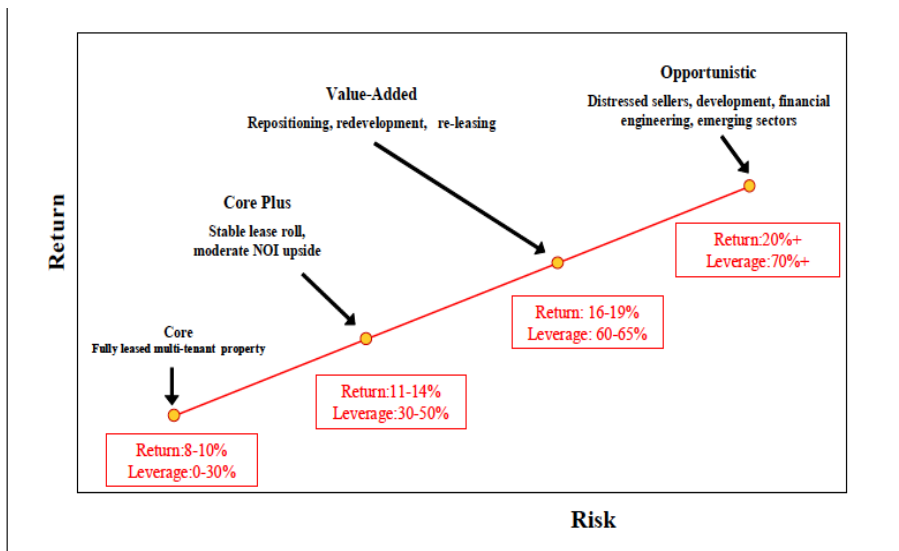 Opportunistic
Distressed sellers, development, financial
engineering, emerging sectors
Value-Added
Repositioning, redevelopment, re-leasing
Core Plus
Stable lease roll,
moderate NOI upside
Core
Fully leased multi-tenant property
Return:20%+
Leverage:70%+
Return: 16-19%
Leverage: 60-65%
Return:11-14%
Leverage:30-50%
Return:8-10%
Leverage:0-30%
Return
Risk